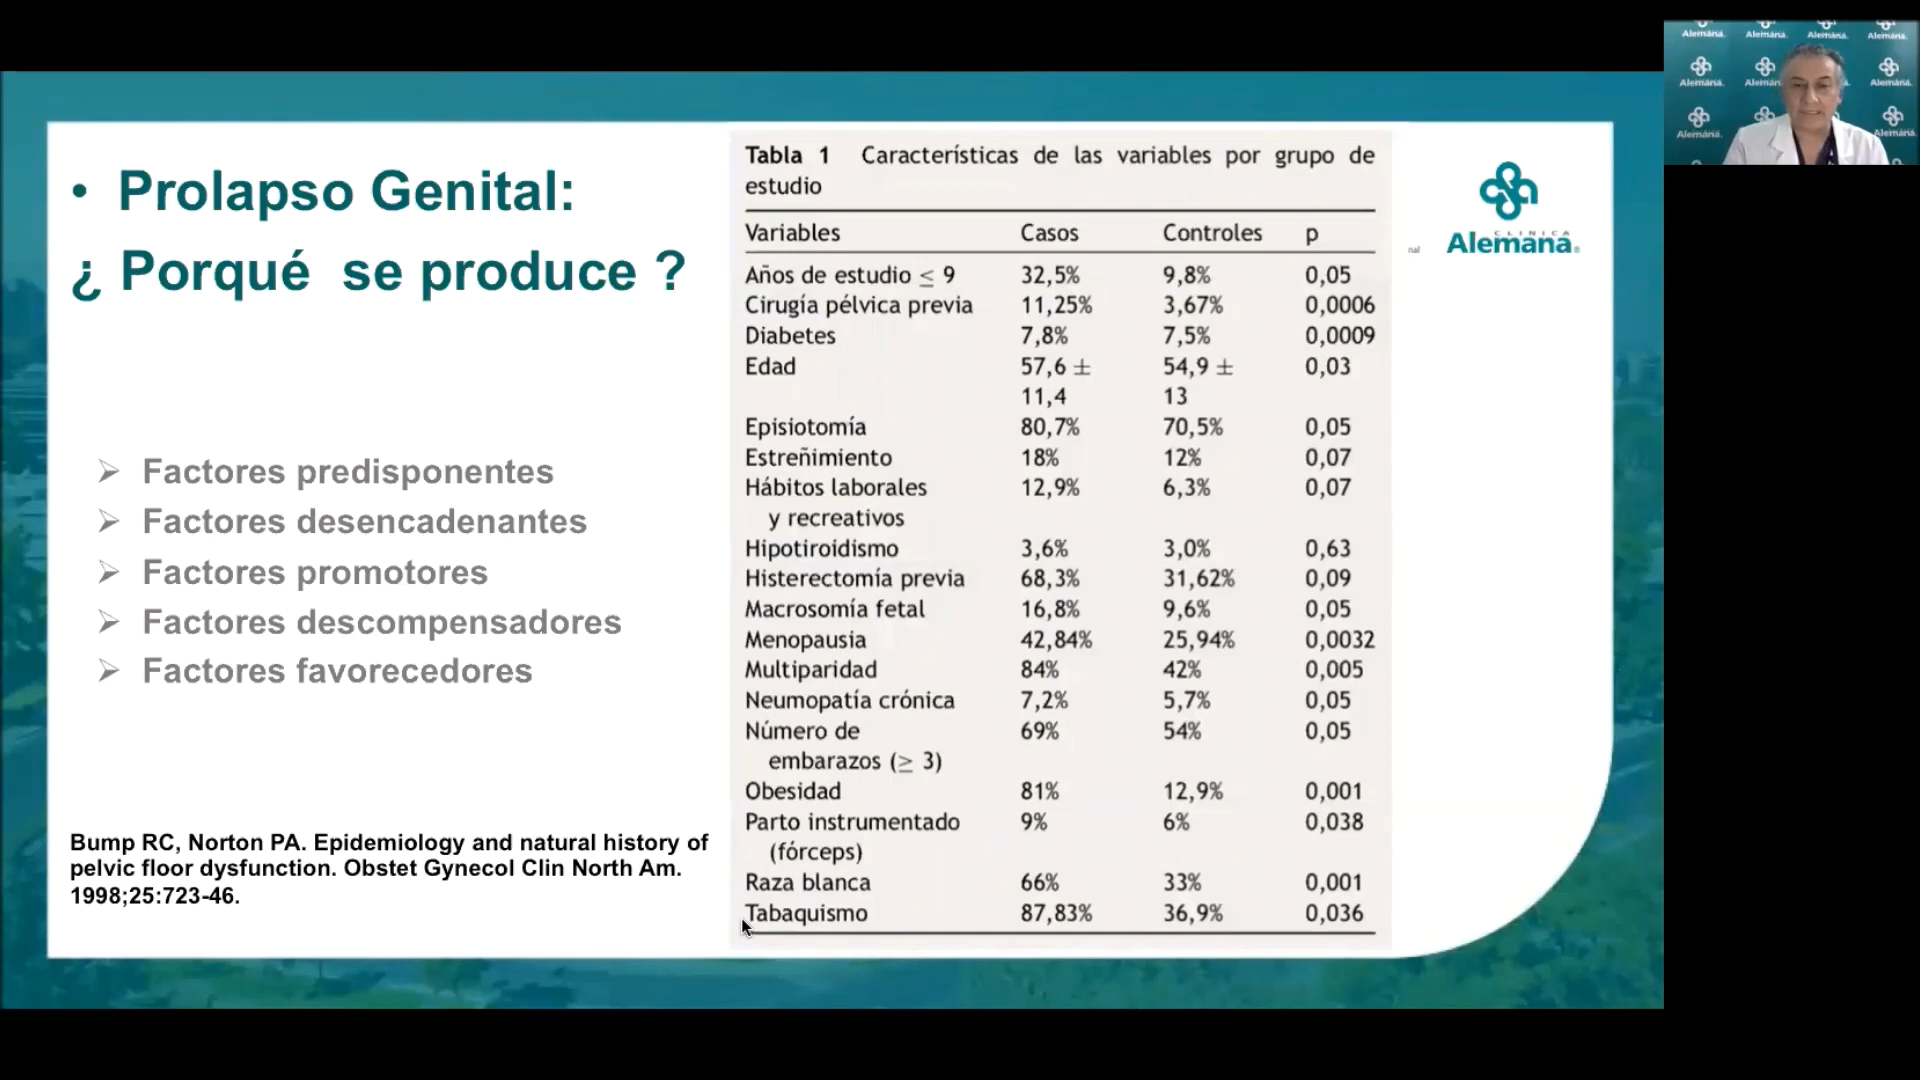 • Prolapso Genital:
¿ Porqué se produce ?
➢ Factores predisponentes
➢ Factores desencadenantes
➢ Factores promotores
➢ Factores descompensadores
➢ Factores favorecedores
Bump RC, Norton PA. Epidemiology and natural history of
pelvic floor dysfunction. Obstet Gynecol Clin North Am.
1998;25:723-46.
Tabla 1 Características de las variables por grupo de
estudio
Variables Casos Controles p
Años de estudio ≤ 9 32,5% 9,8% 0,05
Cirugía pélvica previa 11,25% 3,67% 0,0006
Diabetes 7,8% 7,5% 0,0009
Edad 57,6 ± 54,9 ± 0,03
11,4 13
Episiotomía 80,7% 70,5% 0,05
Estreñimiento 18% 12% 0,07
Hábitos laborales 12,9% 6,3% 0,07
y recreativos
Hipotiroidismo 3,6% 3,0% 0,63
Histerectomía previa 68,3% 31,62% 0,09
Macrosomía fetal 16,8% 9,6% 0,05
Menopausia 42,84% 25,94% 0,0032
Multiparidad 84% 42% 0,005
Neumopatía crónica 7,2% 5,7% 0,05
Número de 69% 54% 0,05
embarazos (≥ 3)
Obesidad 81% 12,9% 0,001
Parto instrumentado 9% 6% 0,038
(fórceps)
Raza blanca 66% 33% 0,001
Tabaquismo 87,83% 36,9% 0,036
nal
CLINICA
Alemana
Alemana. Alemana. Alemana. Alemana.
Alemana. Aleman Alemana.
Alemana. Alemana.